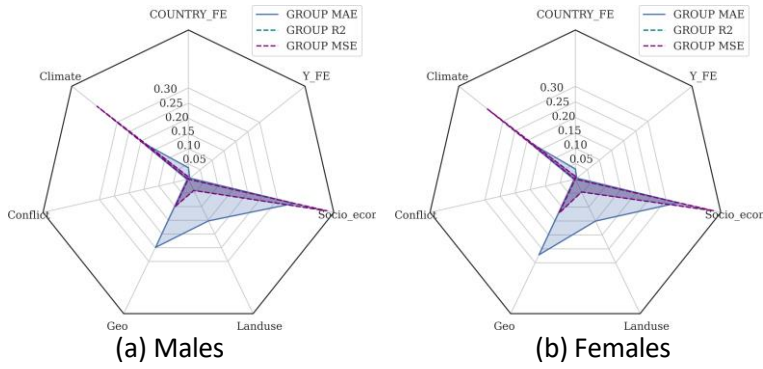 COUNTRY_FE
GROUP MAE
GROUP R2
GROUP MSE
Climate
Y_FE
0.30
0.25
0.20
0.15
0.10
0.05
Conflict
Socio_econ
Geo
Landuse
(a) Males
COUNTRY_FE
GROUP MAE
GROUP R2
GROUP MSE
Climate
Y_FE
0.30
0.25
0.20
0.15
0.10
0.05
Conflict
Socio_econ
Geo
Landuse
(b) Females